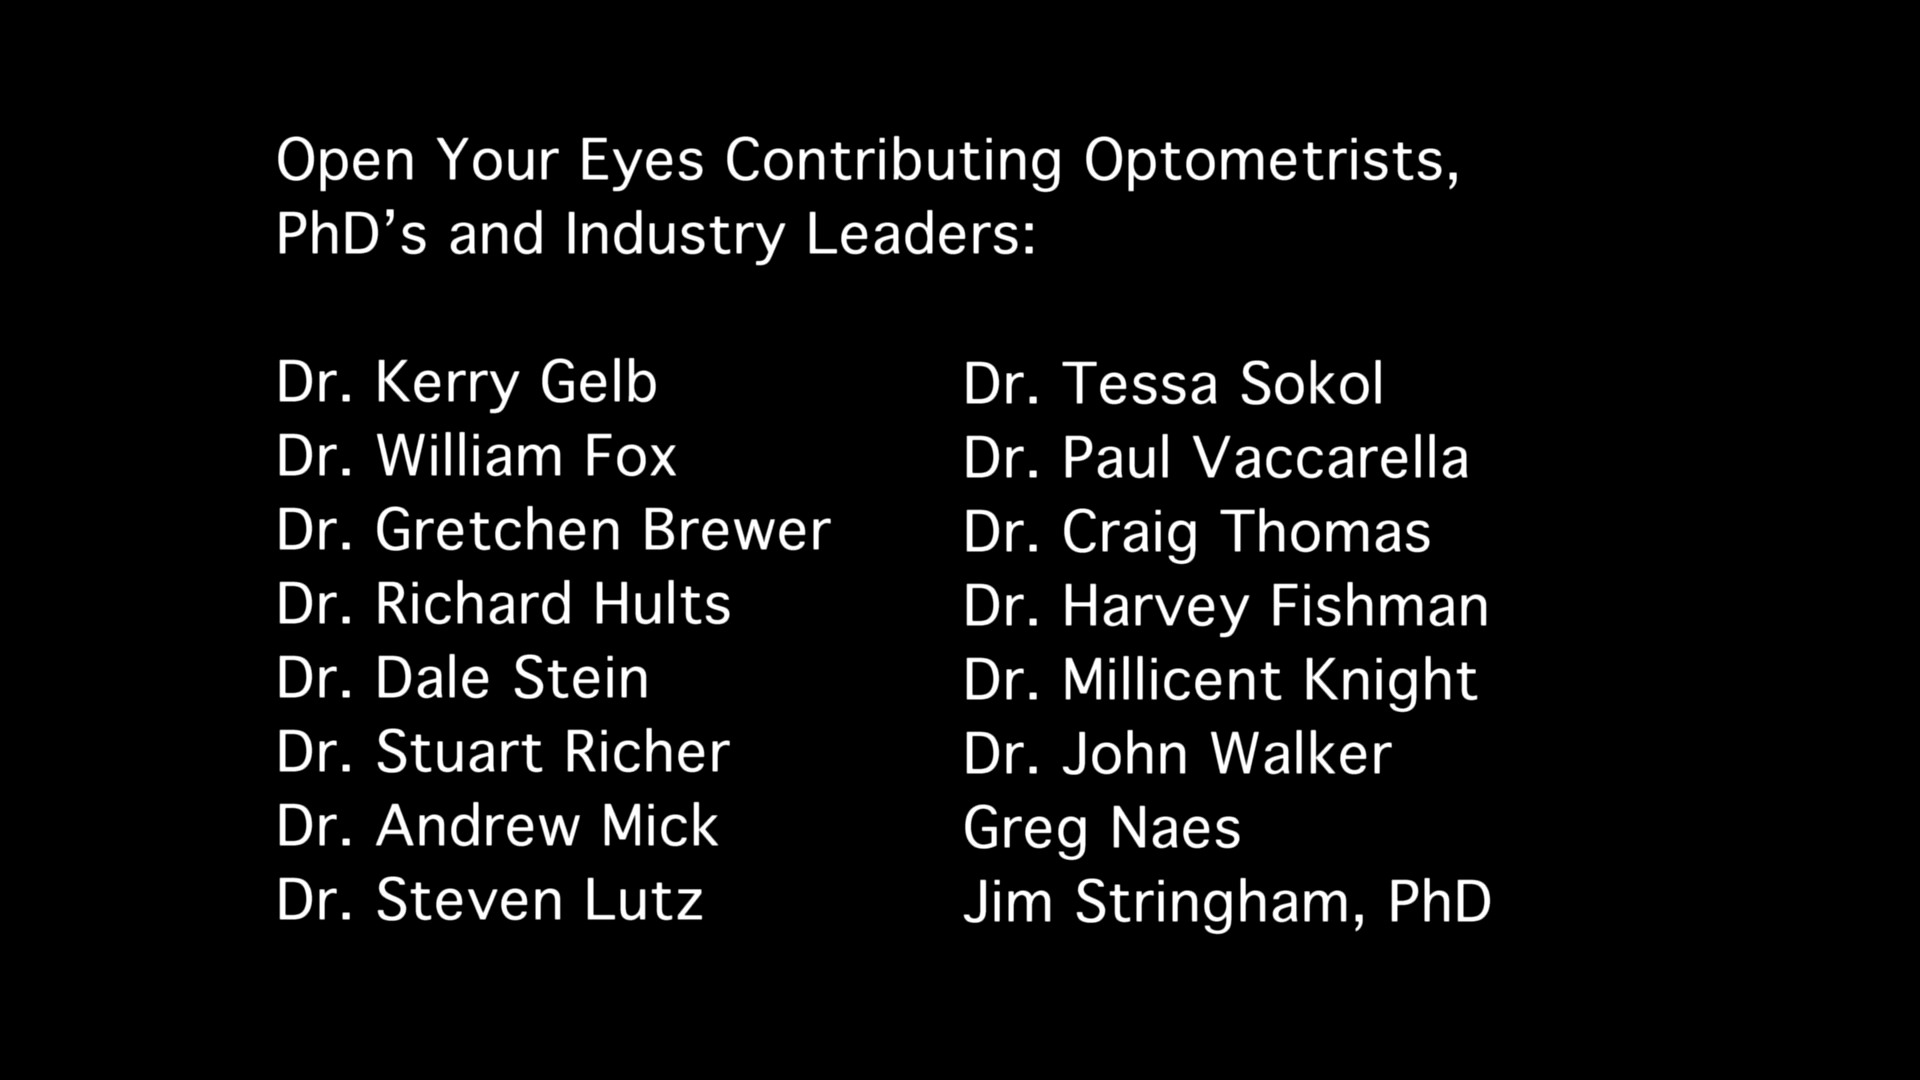 Open Your Eyes Contributing Optometrists,
PhD’s and Industry Leaders:
Dr. Kerry Gelb
Dr. William Fox
Dr. Gretchen Brewer
Dr. Richard Hults
Dr. Dale Stein
Dr. Stuart Richer
Dr. Andrew Mick
Dr. Steven Lutz
Dr. Tessa Sokol
Dr. Paul Vaccarella
Dr. Craig Thomas
Dr. Harvey Fishman
Dr. Millicent Knight
Dr. John Walker
Greg Naes
Jim Stringham, PhD